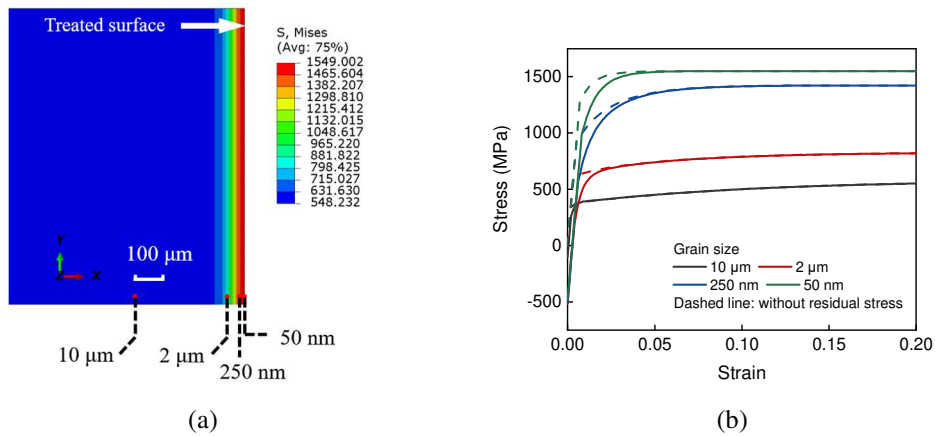 Treated surface
S, Mises
(Avg: 75%)
1549.002
1465.604
1382.207
1298.810
1215.412
1132.015
1048.617
965.220
881.822
798.425
715.027
631.630
548.232
Y
X
100 μm
10 μm
2 μm
250 nm
50 nm
(a)
1500
1000
500
0
-500
Stress (MPa)
Grain size
10 μm
2 μm
250 nm
50 nm
Dashed line: without residual stress
0.00
0.05
0.10
0.15
0.20
Strain
(b)